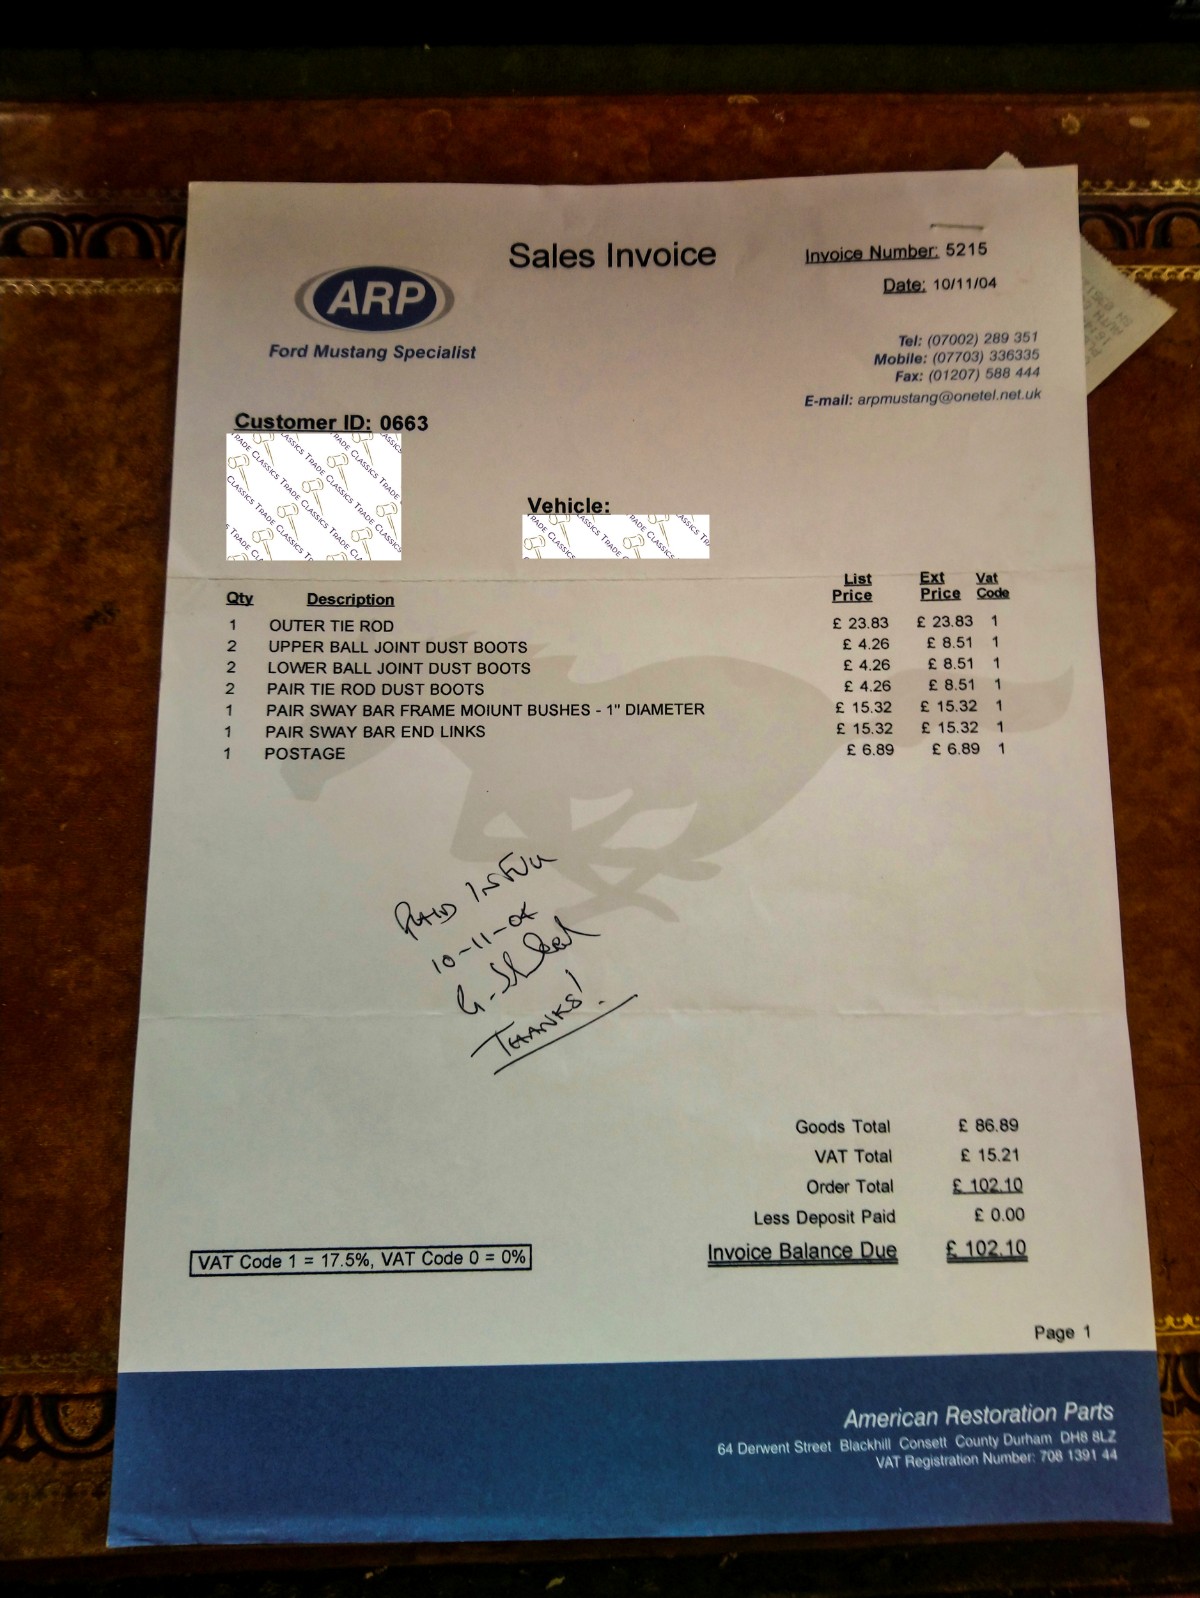 Sales Invoice
Invoice Number: 5215
Date: 10/11/04
ARP
Ford Mustang Specialist
Tel: (07002) 289 351
Mobile: (07703) 336335
Fax: (01207) 588 444
E-mail: arpmustang@onetel.net.uk
Customer ID: 0663
Trade Classics Trade Classics
Vehicle:
Trade Classics Trade Classics
Qty Description List Price Ext Price Vat Code
1 OUTER TIE ROD £ 23.83 £ 23.83 1
2 UPPER BALL JOINT DUST BOOTS £ 4.26 £ 8.51 1
2 LOWER BALL JOINT DUST BOOTS £ 4.26 £ 8.51 1
2 PAIR TIE ROD DUST BOOTS £ 4.26 £ 8.51 1
1 PAIR SWAY BAR FRAME MOIUNT BUSHES - 1" DIAMETER £ 15.32 £ 15.32 1
1 PAIR SWAY BAR END LINKS £ 15.32 £ 15.32 1
1 POSTAGE £ 6.89 £ 6.89 1
PAID IN FULL
10-11-04
THANKS!
Goods Total £ 86.89
VAT Total £ 15.21
Order Total £ 102.10
Less Deposit Paid £ 0.00
Invoice Balance Due £ 102.10
VAT Code 1 = 17.5%, VAT Code 0 = 0%
Page 1
American Restoration Parts
64 Derwent Street Blackhill Consett County Durham DH8 8LZ
VAT Registration Number: 708 1391 44